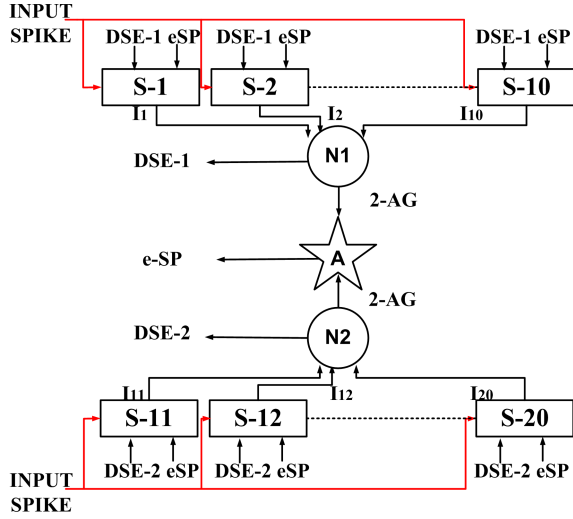 INPUT SPIKE
DSE-1 eSP DSE-1 eSP DSE-1 eSP
S-1 S-2 S-10
I1 I2 I10
N1
DSE-1
2-AG
A
e-SP
2-AG
N2
DSE-2
I11 I12 I20
S-11 S-12 S-20
DSE-2 eSP DSE-2 eSP DSE-2 eSP
INPUT SPIKE